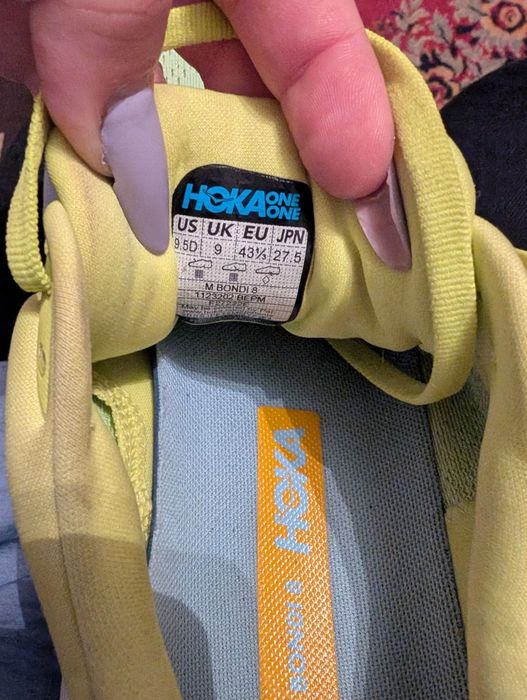 HOKA ONE ONE
US UK EU JPN
9.5D 9 43⅓ 27.5
M BONDI 8
1123202 BEPM
HOKA
BONDI 8